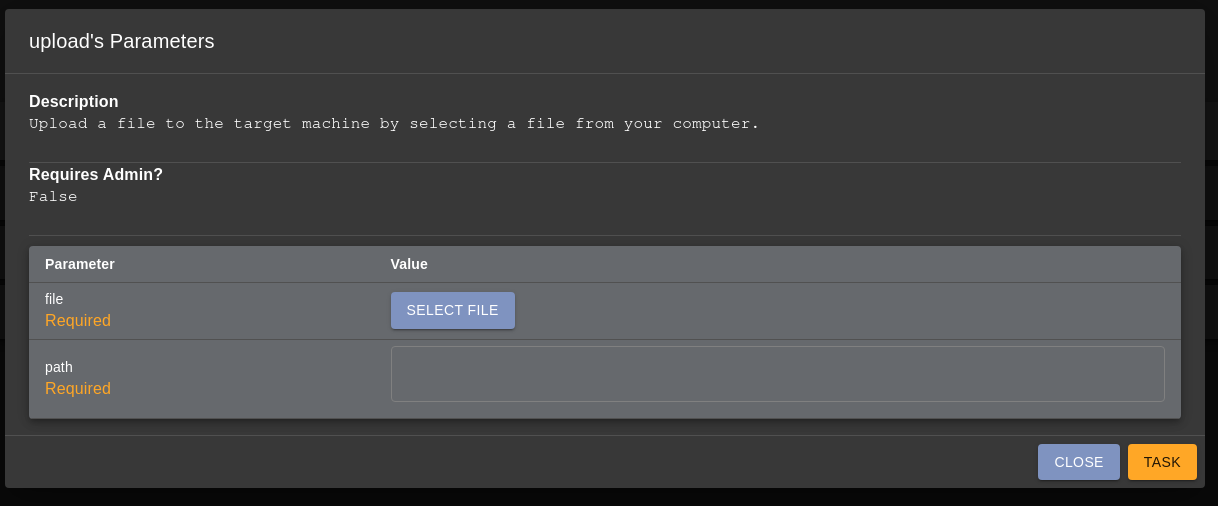 upload's Parameters
Description
Upload a file to the target machine by selecting a file from your computer.
Requires Admin?
False
Parameter Value
file
Required
SELECT FILE
path
Required
CLOSE TASK